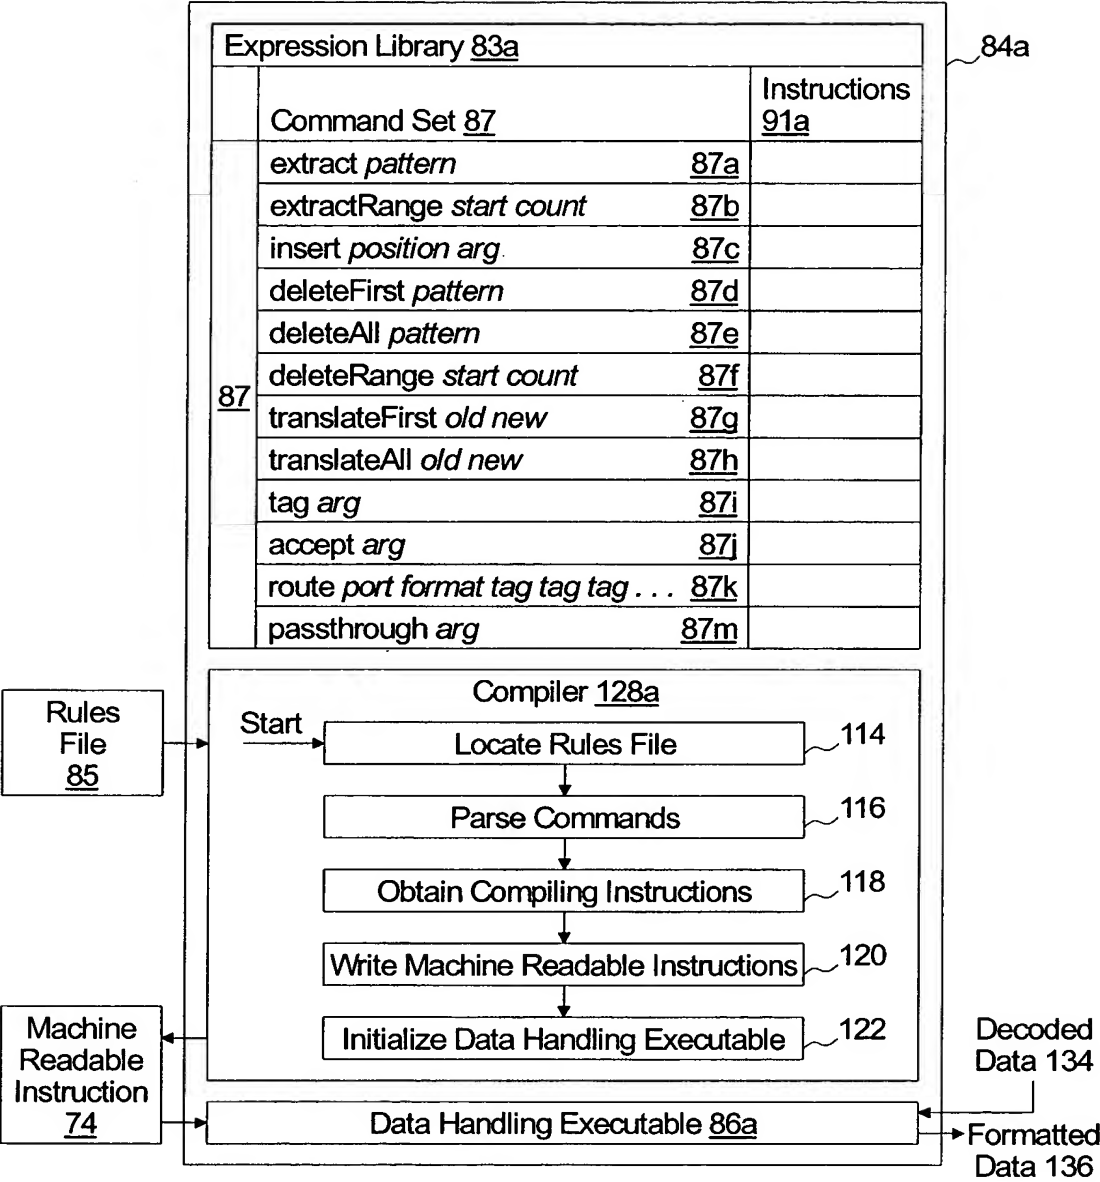 Expression Library 83a
84a
Instructions
91a
Command Set 87
extract pattern 87a
extractRange start count 87b
insert position arg 87c
deleteFirst pattern 87d
deleteAll pattern 87e
deleteRange start count 87f
87
translateFirst old new 87g
translateAll old new 87h
tag arg 87i
accept arg 87j
route port format tag tag tag . . . 87k
passthrough arg 87m
Compiler 128a
Rules
File
85
Start
Locate Rules File 114
Parse Commands 116
Obtain Compiling Instructions 118
Write Machine Readable Instructions 120
Initialize Data Handling Executable 122
Machine
Readable
Instruction
74
Decoded
Data 134
Data Handling Executable 86a
Formatted
Data 136